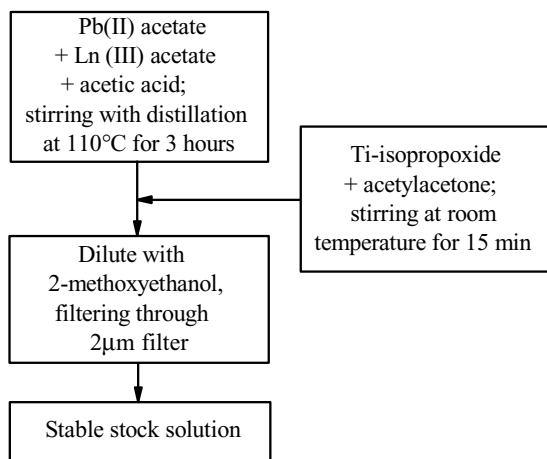 Pb(II) acetate
+ Ln (III) acetate
+ acetic acid;
stirring with distillation
at 110°C for 3 hours
Ti-isopropoxide
+ acetylacetone;
stirring at room
temperature for 15 min
Dilute with
2-methoxyethanol,
filtering through
2μm filter
Stable stock solution